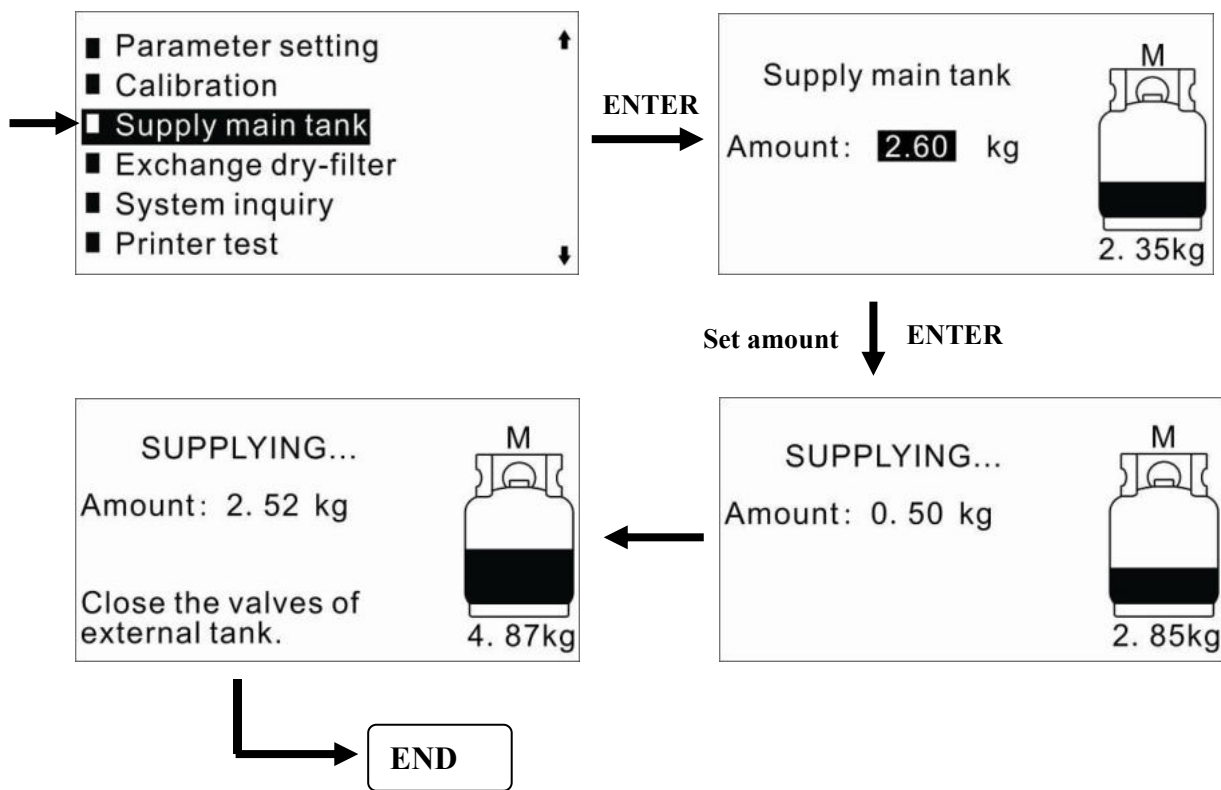 Parameter setting
Calibration
Supply main tank
Exchange dry-filter
System inquiry
Printer test
ENTER
Supply main tank
Amount: 2.60 kg
M
2. 35kg
Set amount ENTER
SUPPLYING...
Amount: 2. 52 kg
Close the valves of
external tank.
M
4. 87kg
SUPPLYING...
Amount: 0. 50 kg
M
2. 85kg
END